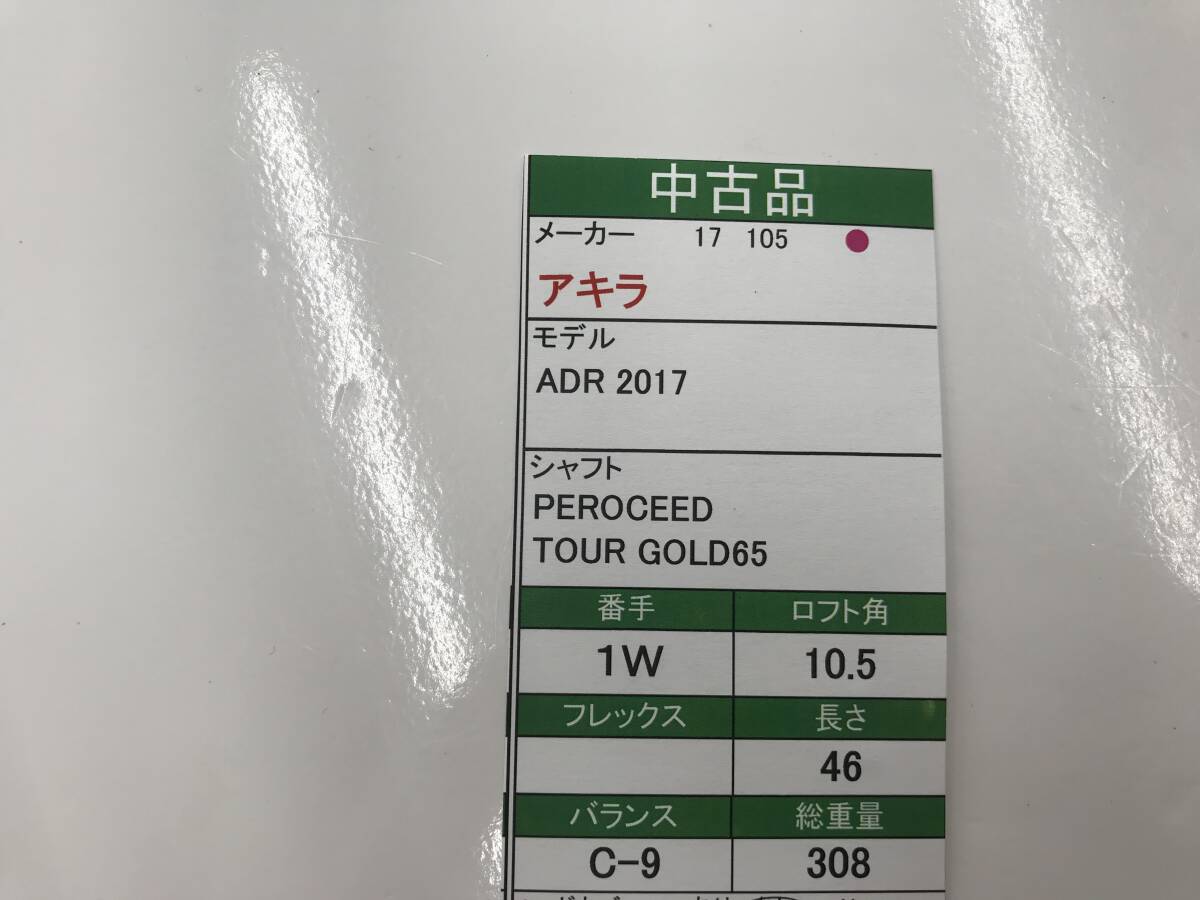 中古品
メーカー 17 105
アキラ
モデル
ADR 2017
シャフト
PEROCEED
TOUR GOLD65
番手 ロフト角
1W 10.5
フレックス 長さ
46
バランス 総重量
C-9 308